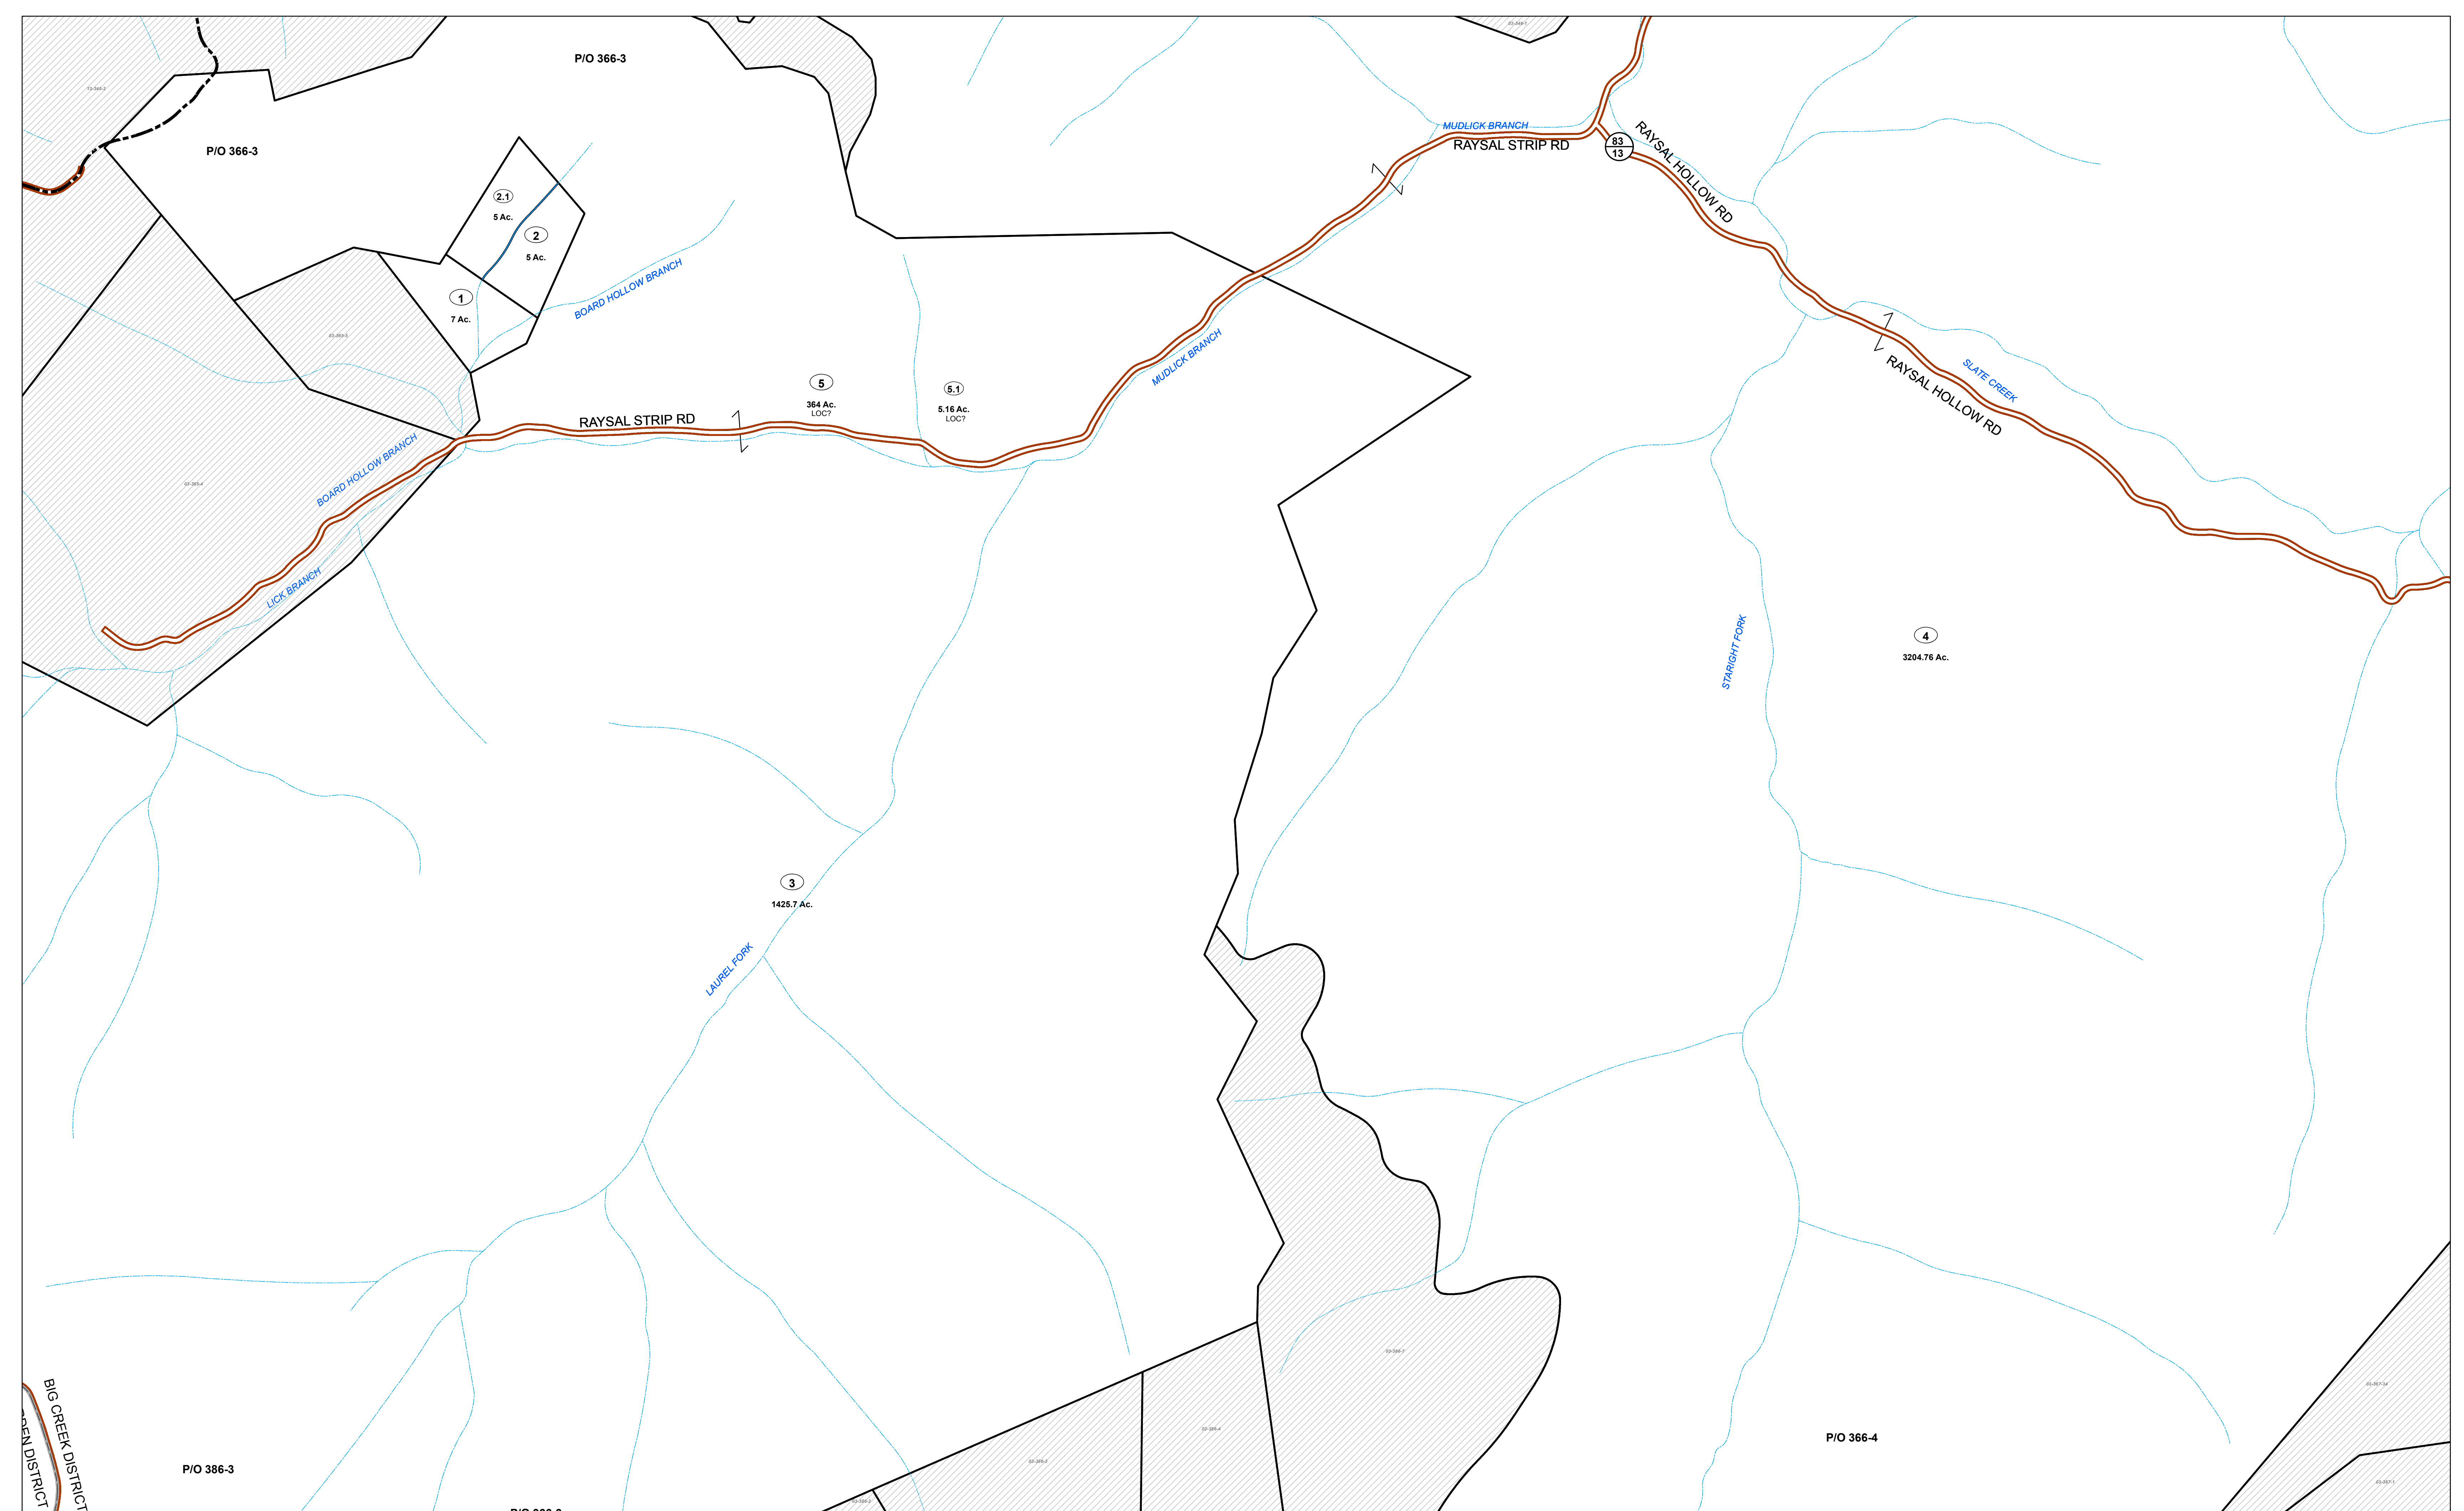 P/O 366-3
P/O 366-3
MUDLICK BRANCH
RAYSAL STRIP RD
83
13
RAYSAL HOLLOW RD
2.1
5 Ac.
2
5 Ac.
1
7 Ac.
BOARD HOLLOW BRANCH
MUDLICK BRANCH
SLATE CREEK
RAYSAL HOLLOW RD
5
364 Ac.
LOC?
5.1
5.16 Ac.
LOC?
RAYSAL STRIP RD
BOARD HOLLOW BRANCH
LICK BRANCH
STARIGHT FORK
4
3204.76 Ac.
3
1425.7 Ac.
LAUREL FORK
BIG CREEK DISTRICT
DISTRICT
P/O 366-4
P/O 386-3